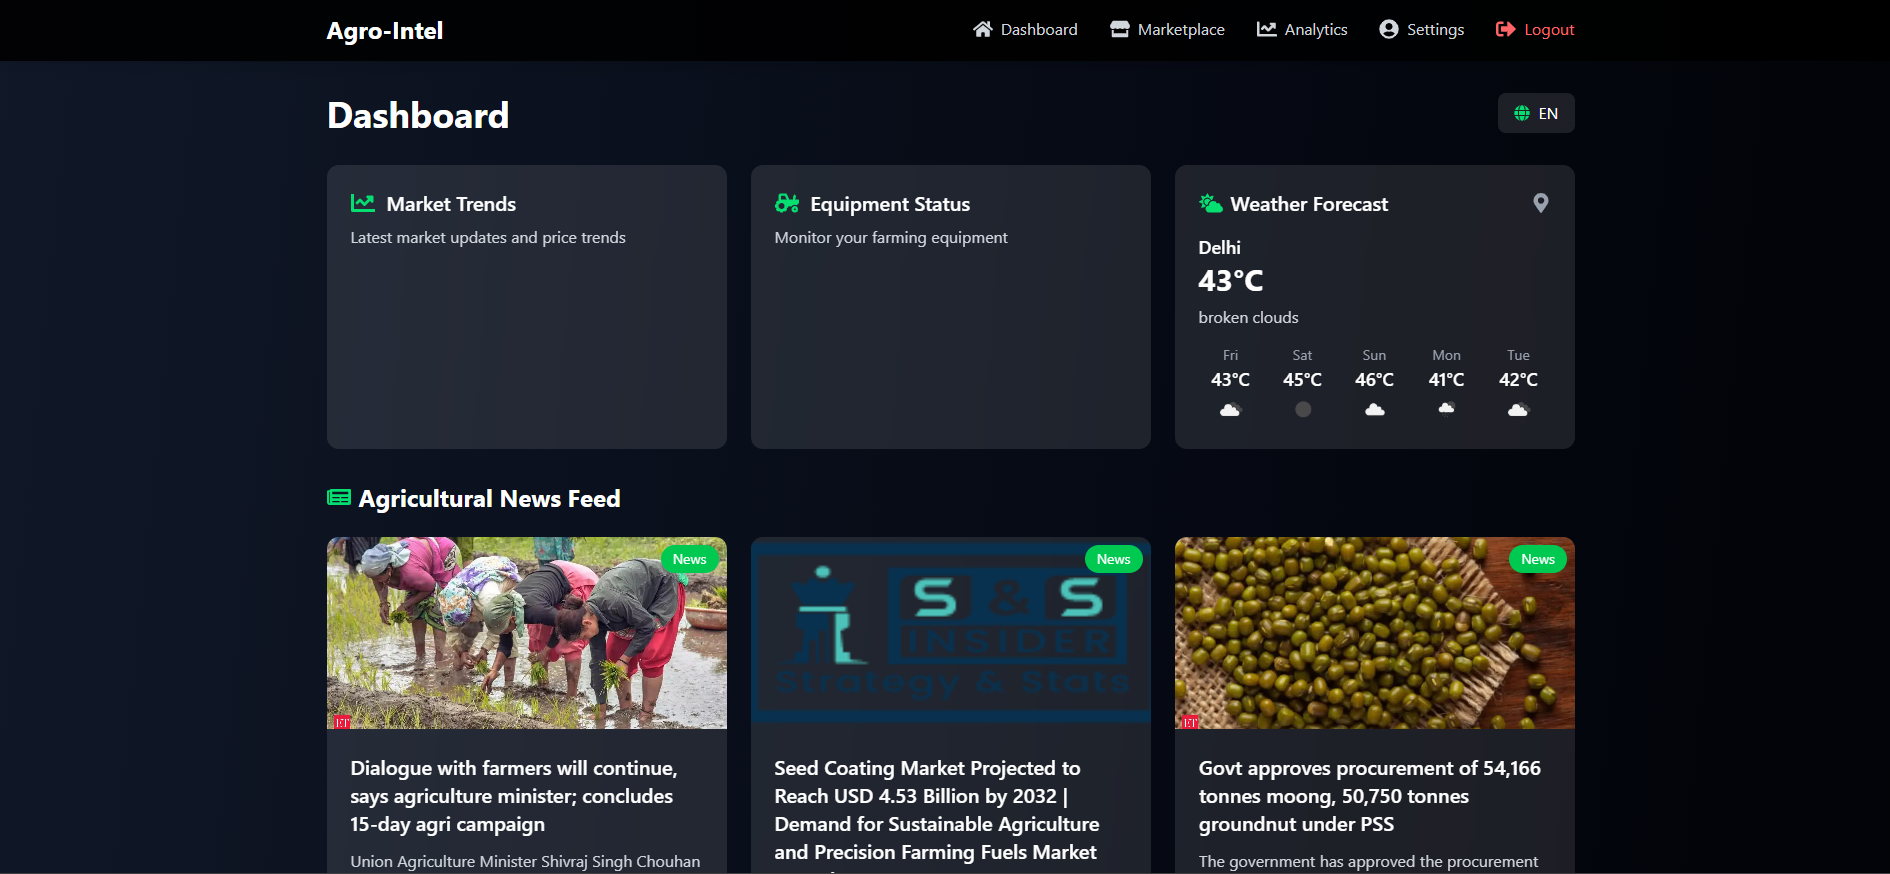 Agro-Intel
Dashboard
Marketplace
Analytics
Settings
Logout
Dashboard
EN
Market Trends
Latest market updates and price trends
Equipment Status
Monitor your farming equipment
Weather Forecast
Delhi
43°C
broken clouds
Fri Sat Sun Mon Tue
43°C 45°C 46°C 41°C 42°C
Agricultural News Feed
News
ET
Dialogue with farmers will continue,
says agriculture minister; concludes
15-day agri campaign
Union Agriculture Minister Shivraj Singh Chouhan
News
S & S
INSIDER
Strategy & Stats
Seed Coating Market Projected to
Reach USD 4.53 Billion by 2032 |
Demand for Sustainable Agriculture
and Precision Farming Fuels Market
News
ET
Govt approves procurement of 54,166
tonnes moong, 50,750 tonnes
groundnut under PSS
The government has approved the procurement